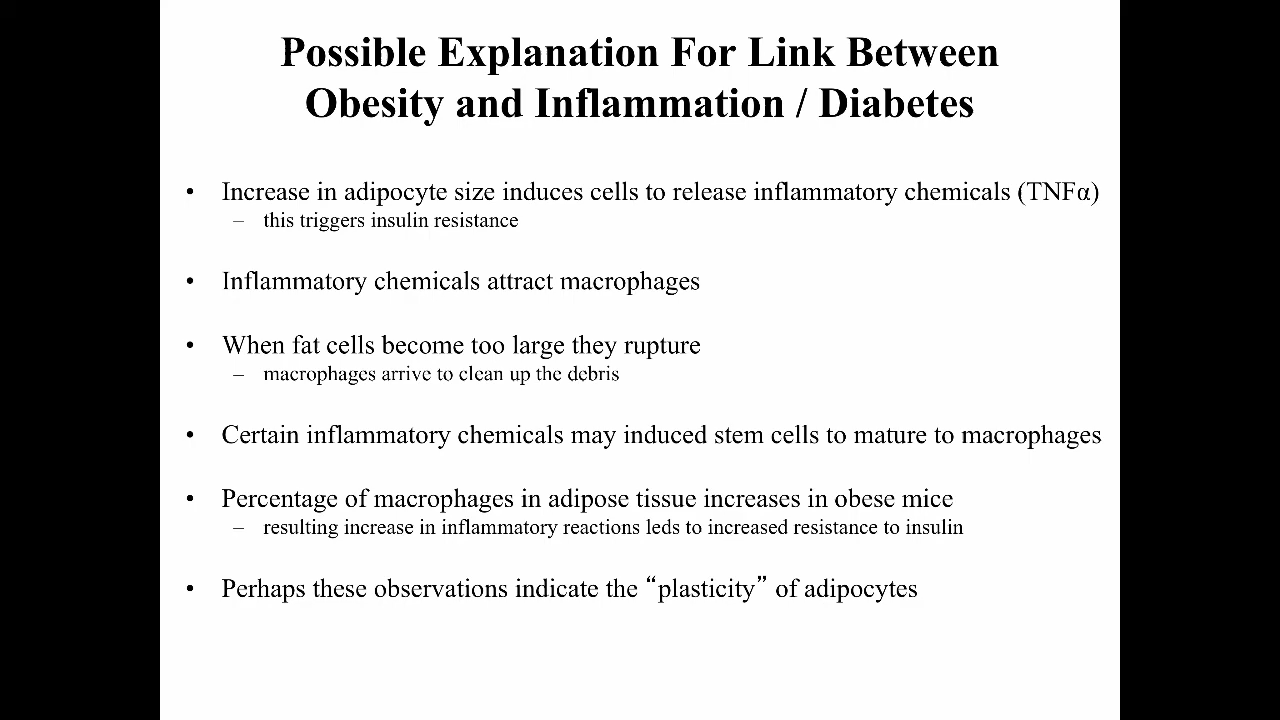 Possible Explanation For Link Between
Obesity and Inflammation / Diabetes
• Increase in adipocyte size induces cells to release inflammatory chemicals (TNFα)
– this triggers insulin resistance
• Inflammatory chemicals attract macrophages
• When fat cells become too large they rupture
– macrophages arrive to clean up the debris
• Certain inflammatory chemicals may induced stem cells to mature to macrophages
• Percentage of macrophages in adipose tissue increases in obese mice
– resulting increase in inflammatory reactions leds to increased resistance to insulin
• Perhaps these observations indicate the “plasticity” of adipocytes